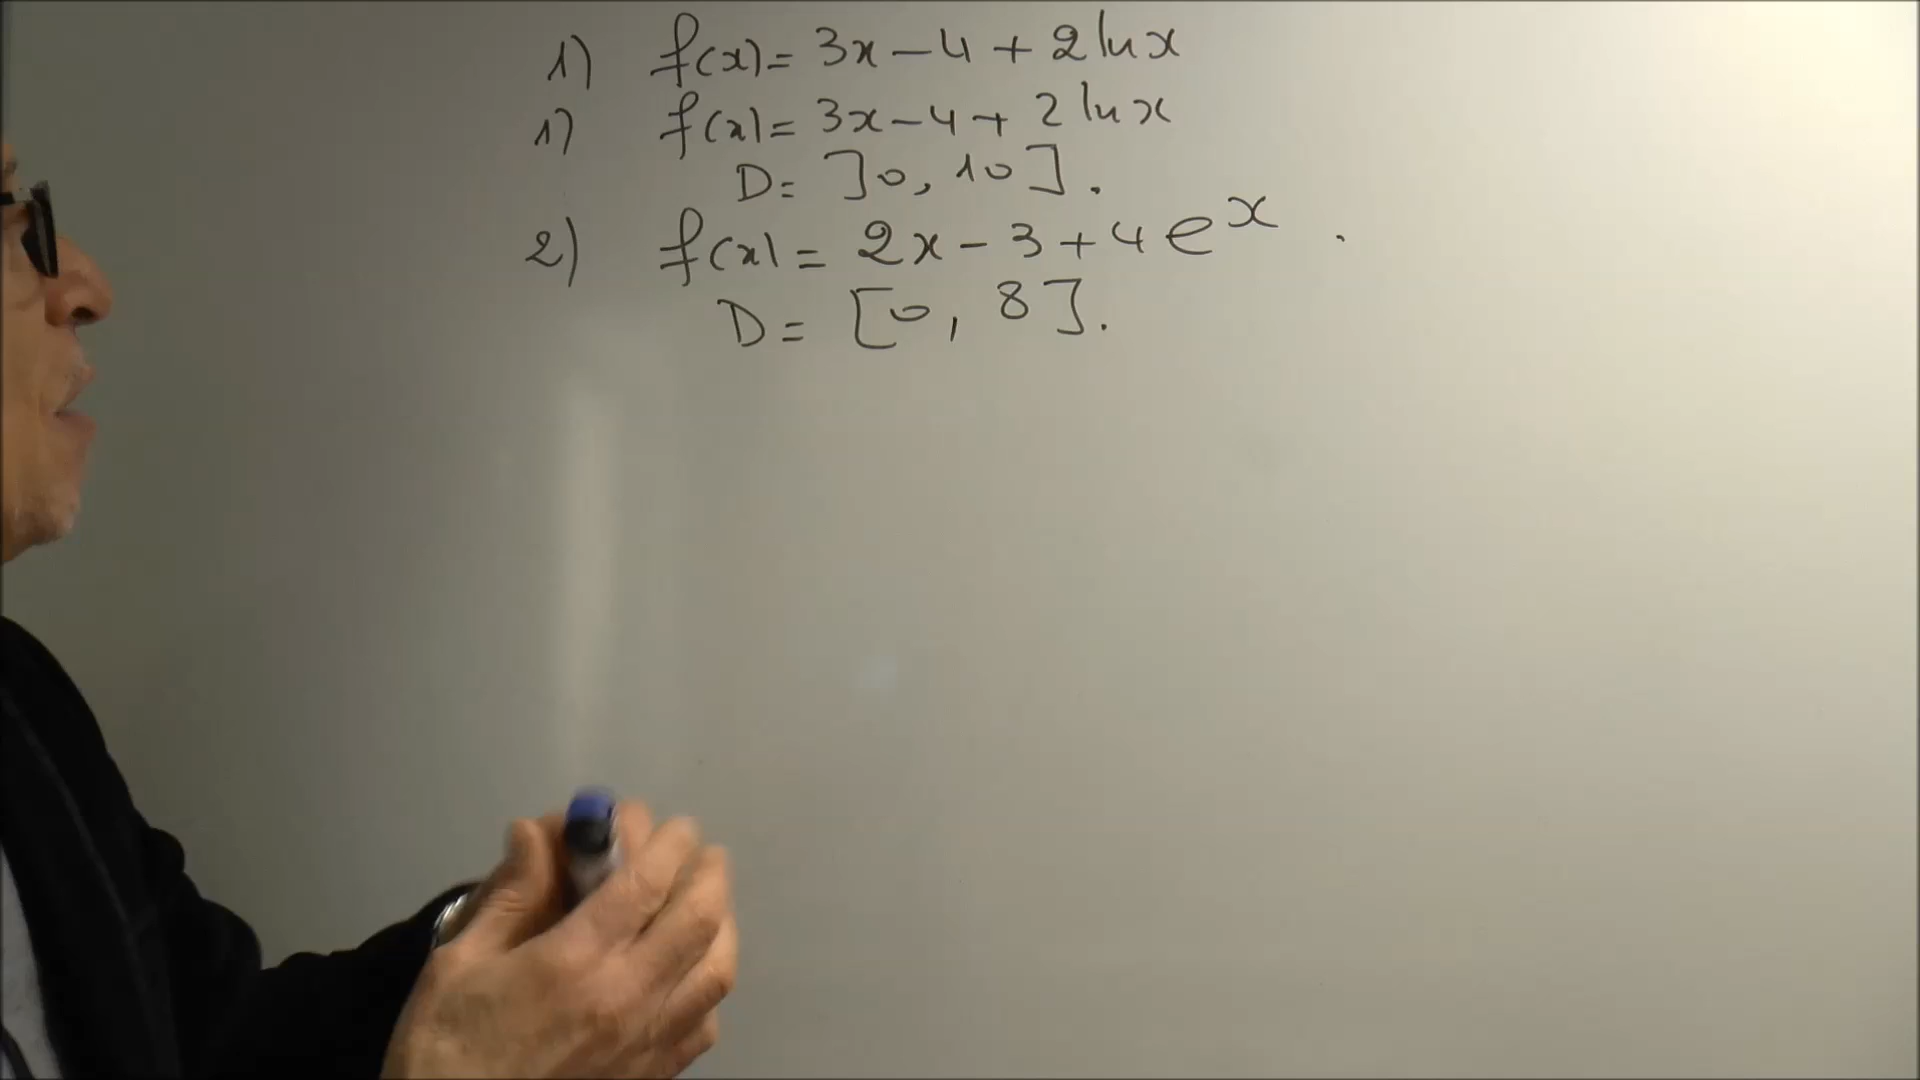 1) f(x) = 3x - 4 + 2 ln x
1) f(x) = 3x - 4 + 2 ln x
D = ]0, 10].
2) f(x) = 2x - 3 + 4e^x .
D = [0, 8].